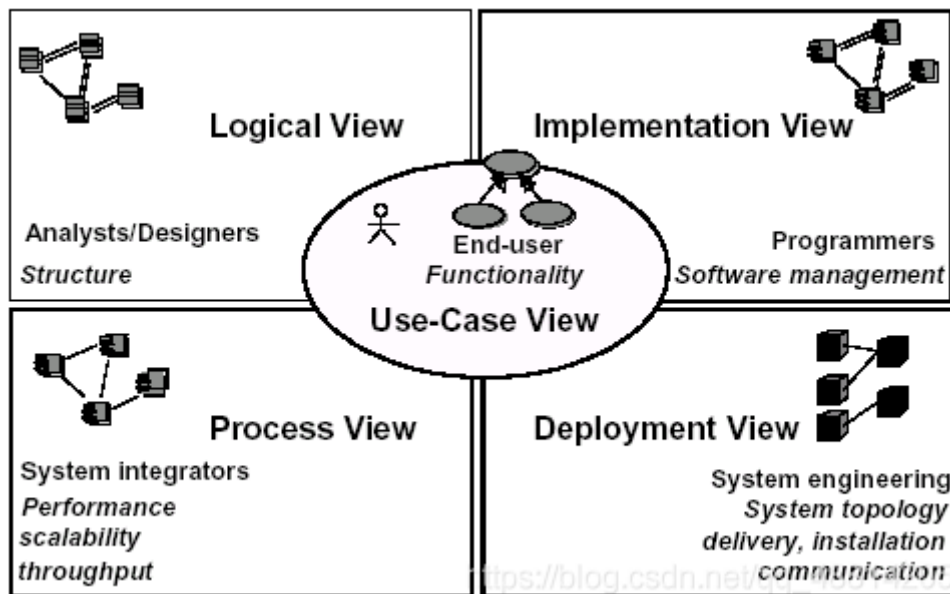 Logical View
Analysts/Designers
Structure
Implementation View
Programmers
Software management
End-user
Functionality
Use-Case View
Process View
System integrators
Performance
scalability
throughput
Deployment View
System engineering
System topology
delivery, installation
communication